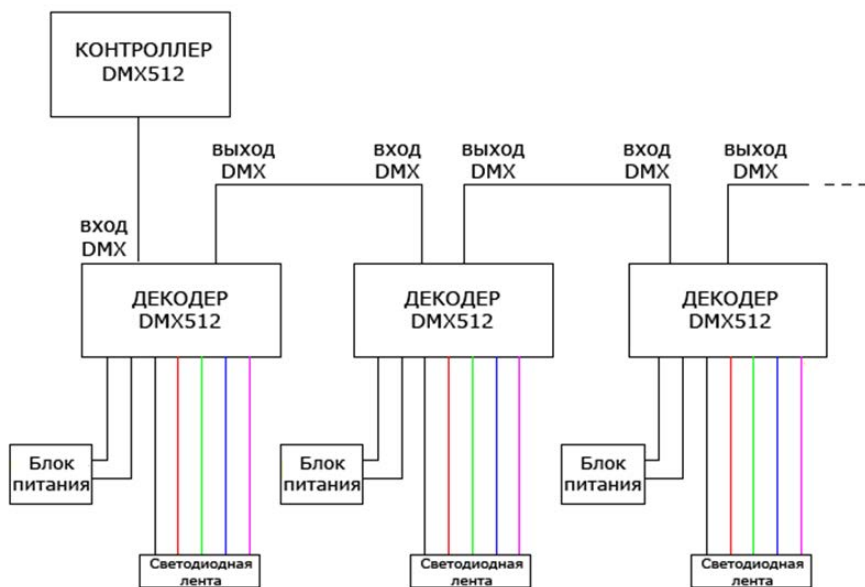 КОНТРОЛЛЕР
DMX512
выход
DMX
вход
DMX
выход
DMX
вход
DMX
выход
DMX
вход
DMX
ДЕКОДЕР
DMX512
ДЕКОДЕР
DMX512
ДЕКОДЕР
DMX512
Блок
питания
Блок
питания
Блок
питания
Светодиодная
лента
Светодиодная
лента
Светодиодная
лента